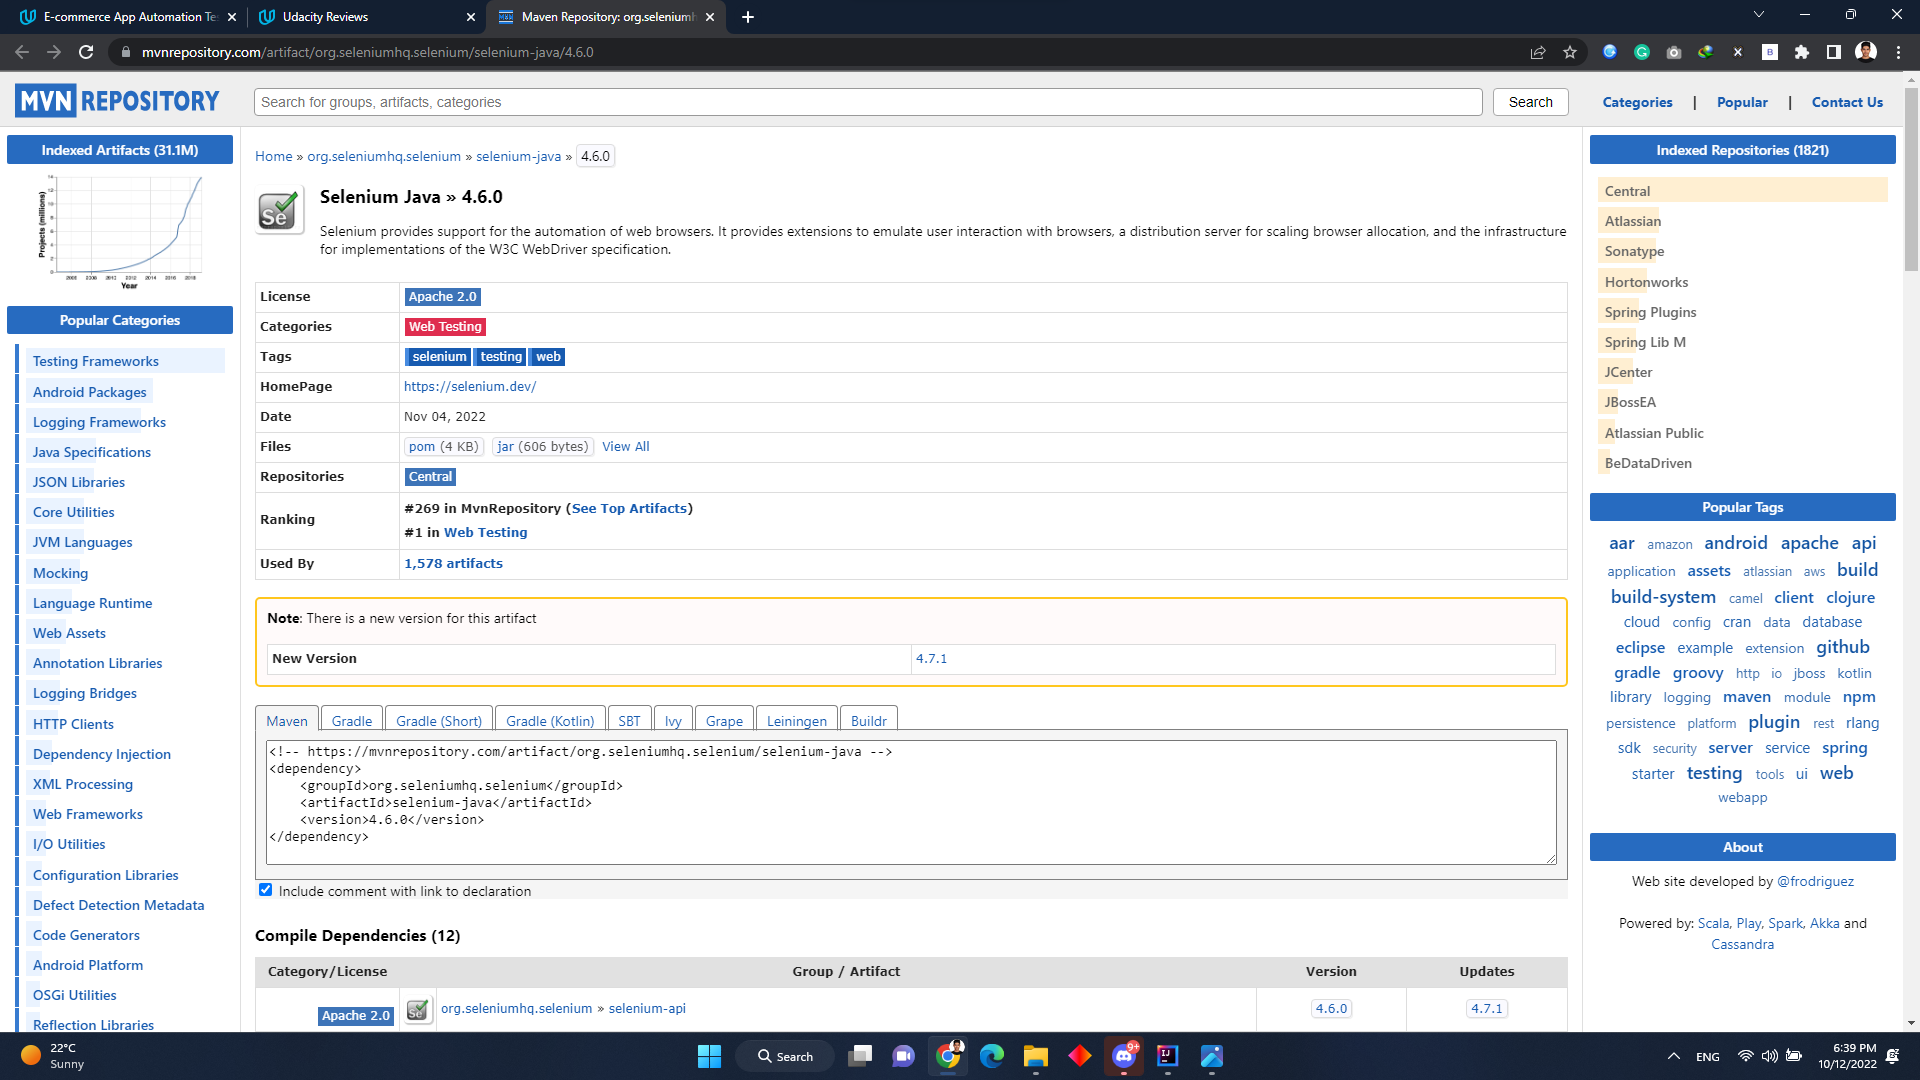 E-commerce App Automation Te
Udacity Reviews
Maven Repository: org.seleniumh
mvnrepository.com/artifact/org.seleniumhq.selenium/selenium-java/4.6.0
MVN REPOSITORY
Search for groups, artifacts, categories
Search
Categories | Popular | Contact Us
Indexed Artifacts (31.1M)
Projects (millions)
Year
Popular Categories
Testing Frameworks
Android Packages
Logging Frameworks
Java Specifications
JSON Libraries
Core Utilities
JVM Languages
Mocking
Language Runtime
Web Assets
Annotation Libraries
Logging Bridges
HTTP Clients
Dependency Injection
XML Processing
Web Frameworks
I/O Utilities
Configuration Libraries
Defect Detection Metadata
Code Generators
Android Platform
OSGi Utilities
Reflection Libraries
Home » org.seleniumhq.selenium » selenium-java » 4.6.0
Se
Selenium Java » 4.6.0
Selenium provides support for the automation of web browsers. It provides extensions to emulate user interaction with browsers, a distribution server for scaling browser allocation, and the infrastructure
for implementations of the W3C WebDriver specification.
License Apache 2.0
Categories Web Testing
Tags selenium testing web
HomePage https://selenium.dev/
Date Nov 04, 2022
Files pom (4 KB) jar (606 bytes) View All
Repositories Central
Ranking #269 in MvnRepository (See Top Artifacts)
#1 in Web Testing
Used By 1,578 artifacts
Note: There is a new version for this artifact
New Version 4.7.1
Maven Gradle Gradle (Short) Gradle (Kotlin) SBT Ivy Grape Leiningen Buildr
<!-- https://mvnrepository.com/artifact/org.seleniumhq.selenium/selenium-java -->
<dependency>
<groupId>org.seleniumhq.selenium</groupId>
<artifactId>selenium-java</artifactId>
<version>4.6.0</version>
</dependency>
Include comment with link to declaration
Compile Dependencies (12)
Category/License Group / Artifact Version Updates
Apache 2.0 Se org.seleniumhq.selenium » selenium-api 4.6.0 4.7.1
Indexed Repositories (1821)
Central
Atlassian
Sonatype
Hortonworks
Spring Plugins
Spring Lib M
JCenter
JBossEA
Atlassian Public
BeDataDriven
Popular Tags
aar amazon android apache api
application assets atlassian aws build
build-system camel client clojure
cloud config cran data database
eclipse example extension github
gradle groovy http io jboss kotlin
library logging maven module npm
persistence platform plugin rest rlang
sdk security server service spring
starter testing tools ui web
webapp
About
Web site developed by @frodriguez
Powered by: Scala, Play, Spark, Akka and
Cassandra
22°C
Sunny
Search
9+
IJ
ENG
6:39 PM
10/12/2022